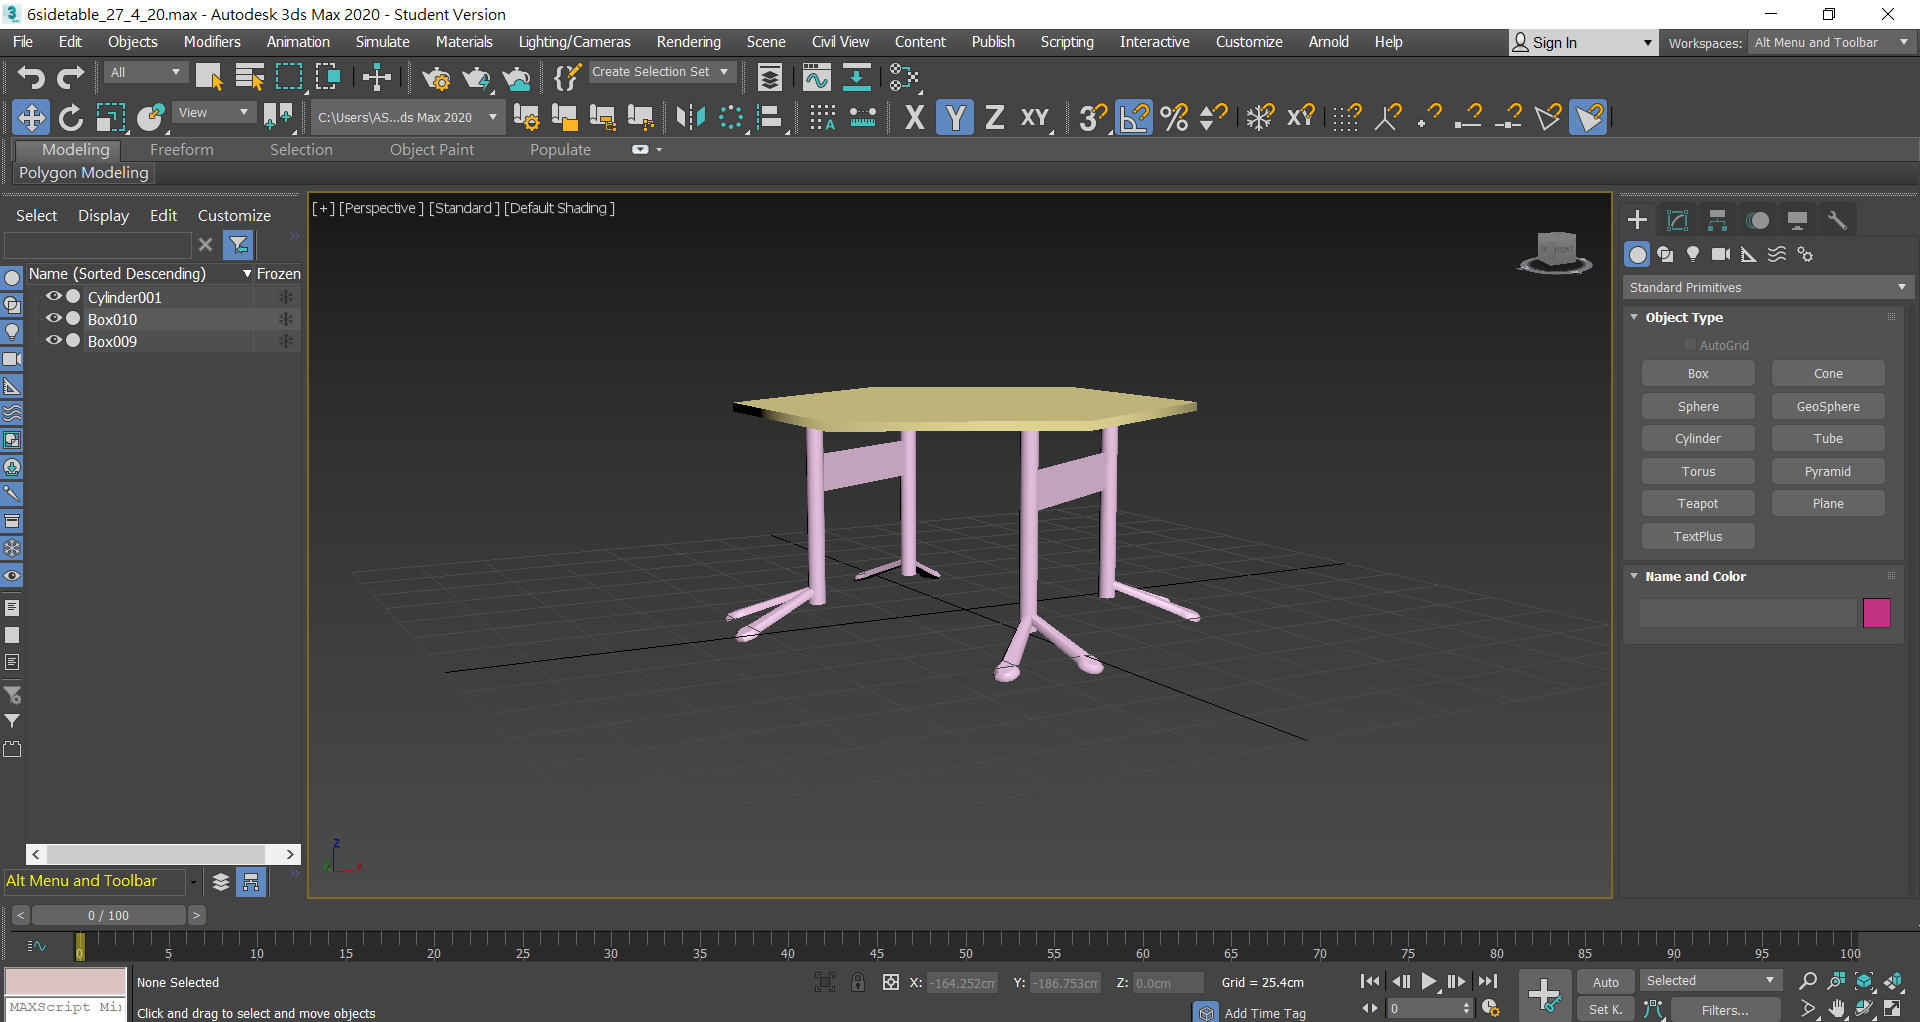 6sidetable_27_4_20.max - Autodesk 3ds Max 2020 - Student Version
File Edit Objects Modifiers Animation Simulate Materials Lighting/Cameras Rendering Scene Civil View Content Publish Scripting Interactive Customize Arnold Help Sign In Workspaces: Alt Menu and Toolbar
All Create Selection Set
View C:\Users\AS...ds Max 2020 X Y Z XY 3
Modeling Freeform Selection Object Paint Populate
Polygon Modeling
Select Display Edit Customize
[+] [Perspective ] [Standard ] [Default Shading ]
Name (Sorted Descending) Frozen
Cylinder001
Box010
Box009
FRONT
Standard Primitives
Object Type
AutoGrid
Box Cone
Sphere GeoSphere
Cylinder Tube
Torus Pyramid
Teapot Plane
TextPlus
Name and Color
z
y x
Alt Menu and Toolbar
< 0 / 100 >
0 5 10 15 20 25 30 35 40 45 50 55 60 65 70 75 80 85 90 95 100
None Selected X: -164.252cm Y: -186.753cm Z: 0.0cm Grid = 25.4cm Auto Selected
MAXScript Mi
Click and drag to select and move objects Add Time Tag 0 Set K. Filters...